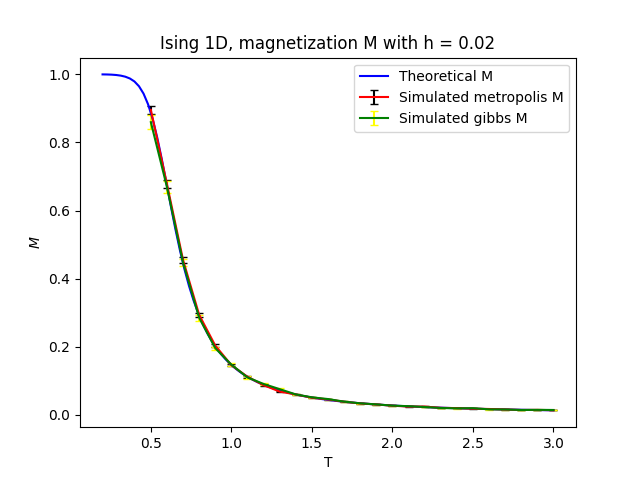 Ising 1D, magnetization M with h = 0.02
1.0
0.8
0.6
0.4
0.2
0.0
M
Theoretical M
Simulated metropolis M
Simulated gibbs M
0.5 1.0 1.5 2.0 2.5 3.0
T